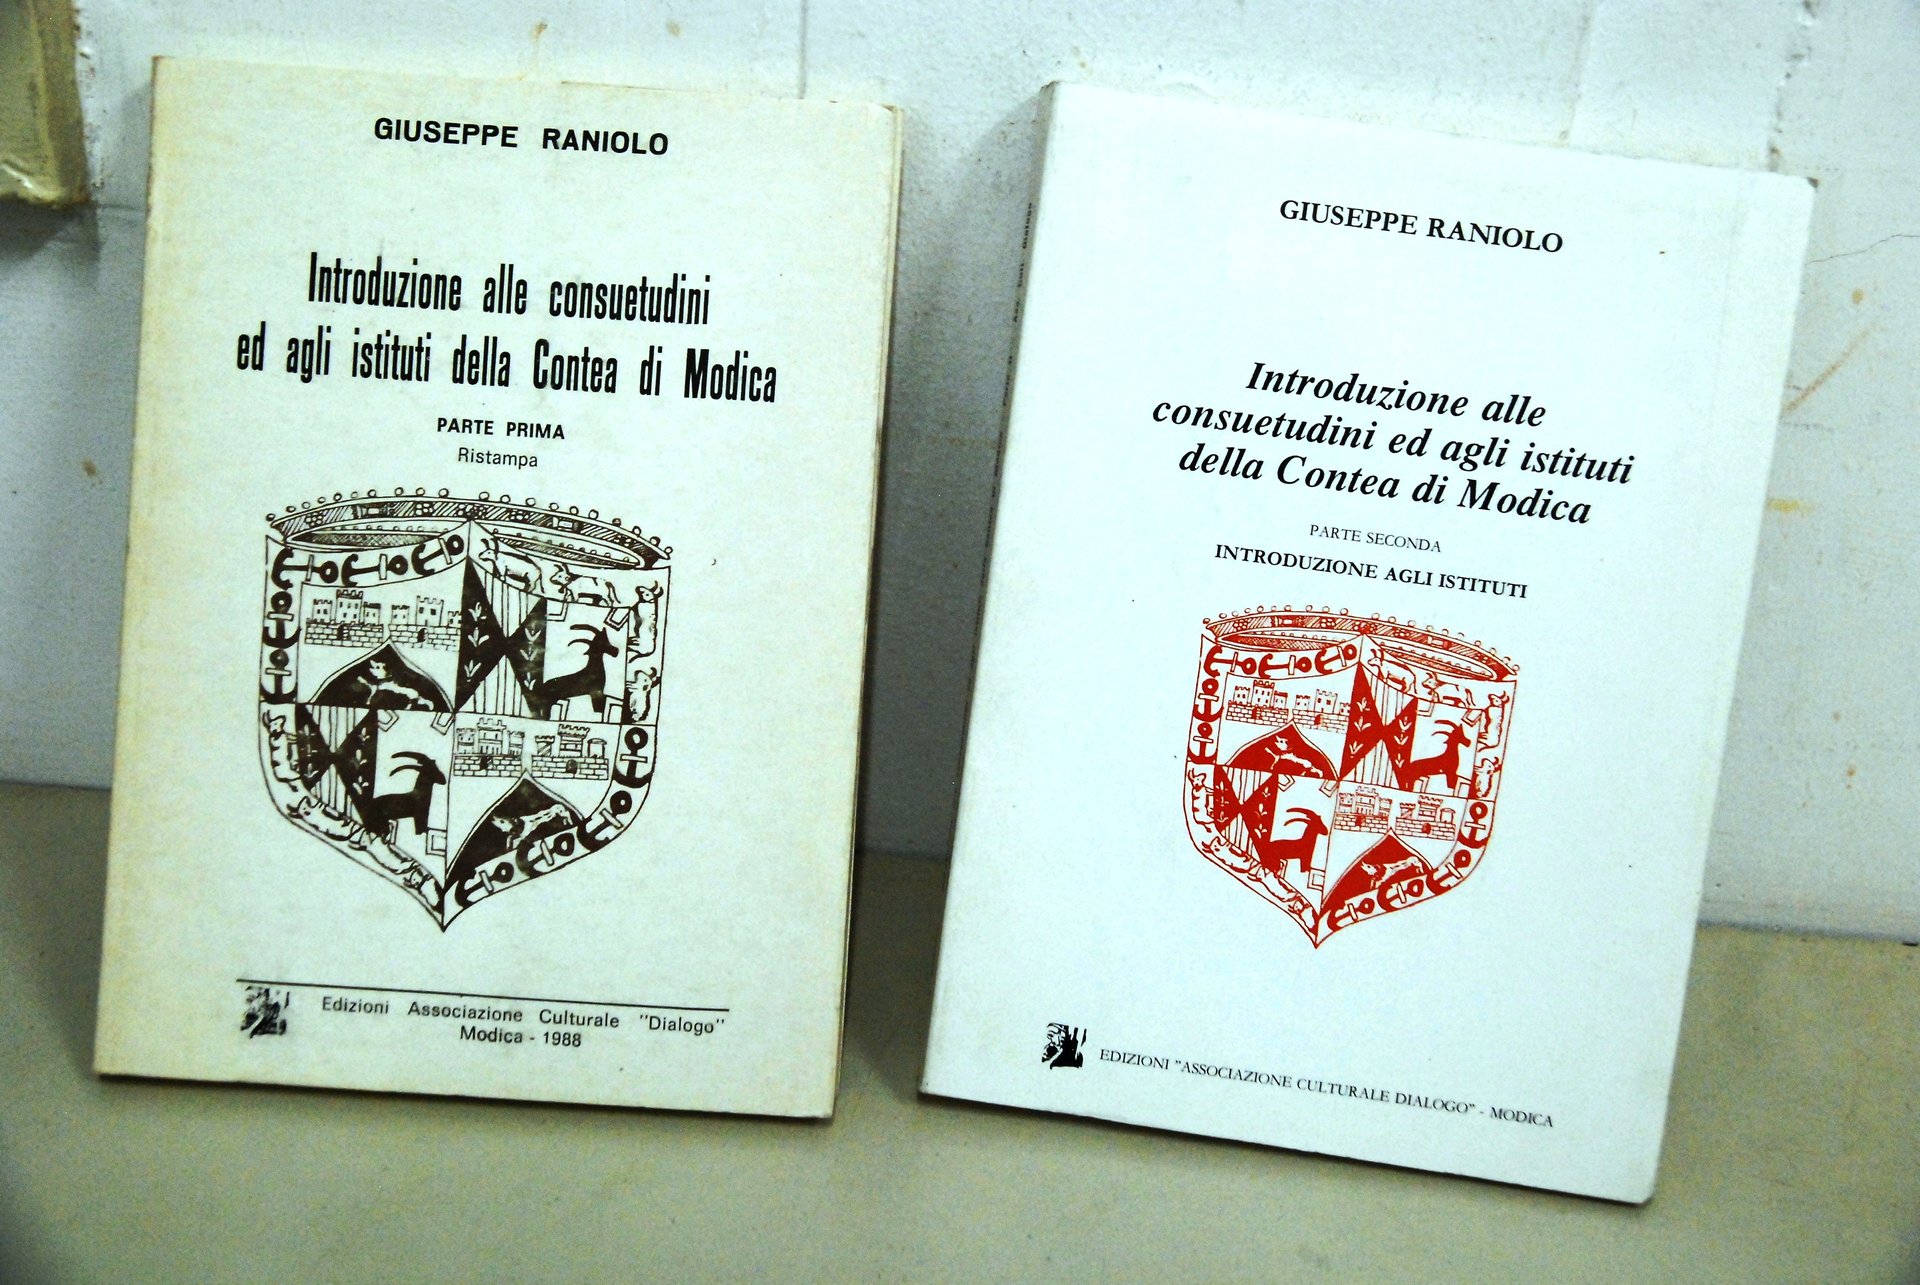 GIUSEPPE RANIOLO
Introduzione alle consuetudini
ed agli istituti della Contea di Modica
PARTE PRIMA
Ristampa
Edizioni Associazione Culturale "Dialogo"
Modica - 1988
GIUSEPPE RANIOLO
Introduzione alle
consuetudini ed agli istituti
della Contea di Modica
PARTE SECONDA
INTRODUZIONE AGLI ISTITUTI
EDIZIONI "ASSOCIAZIONE CULTURALE DIALOGO" - MODICA